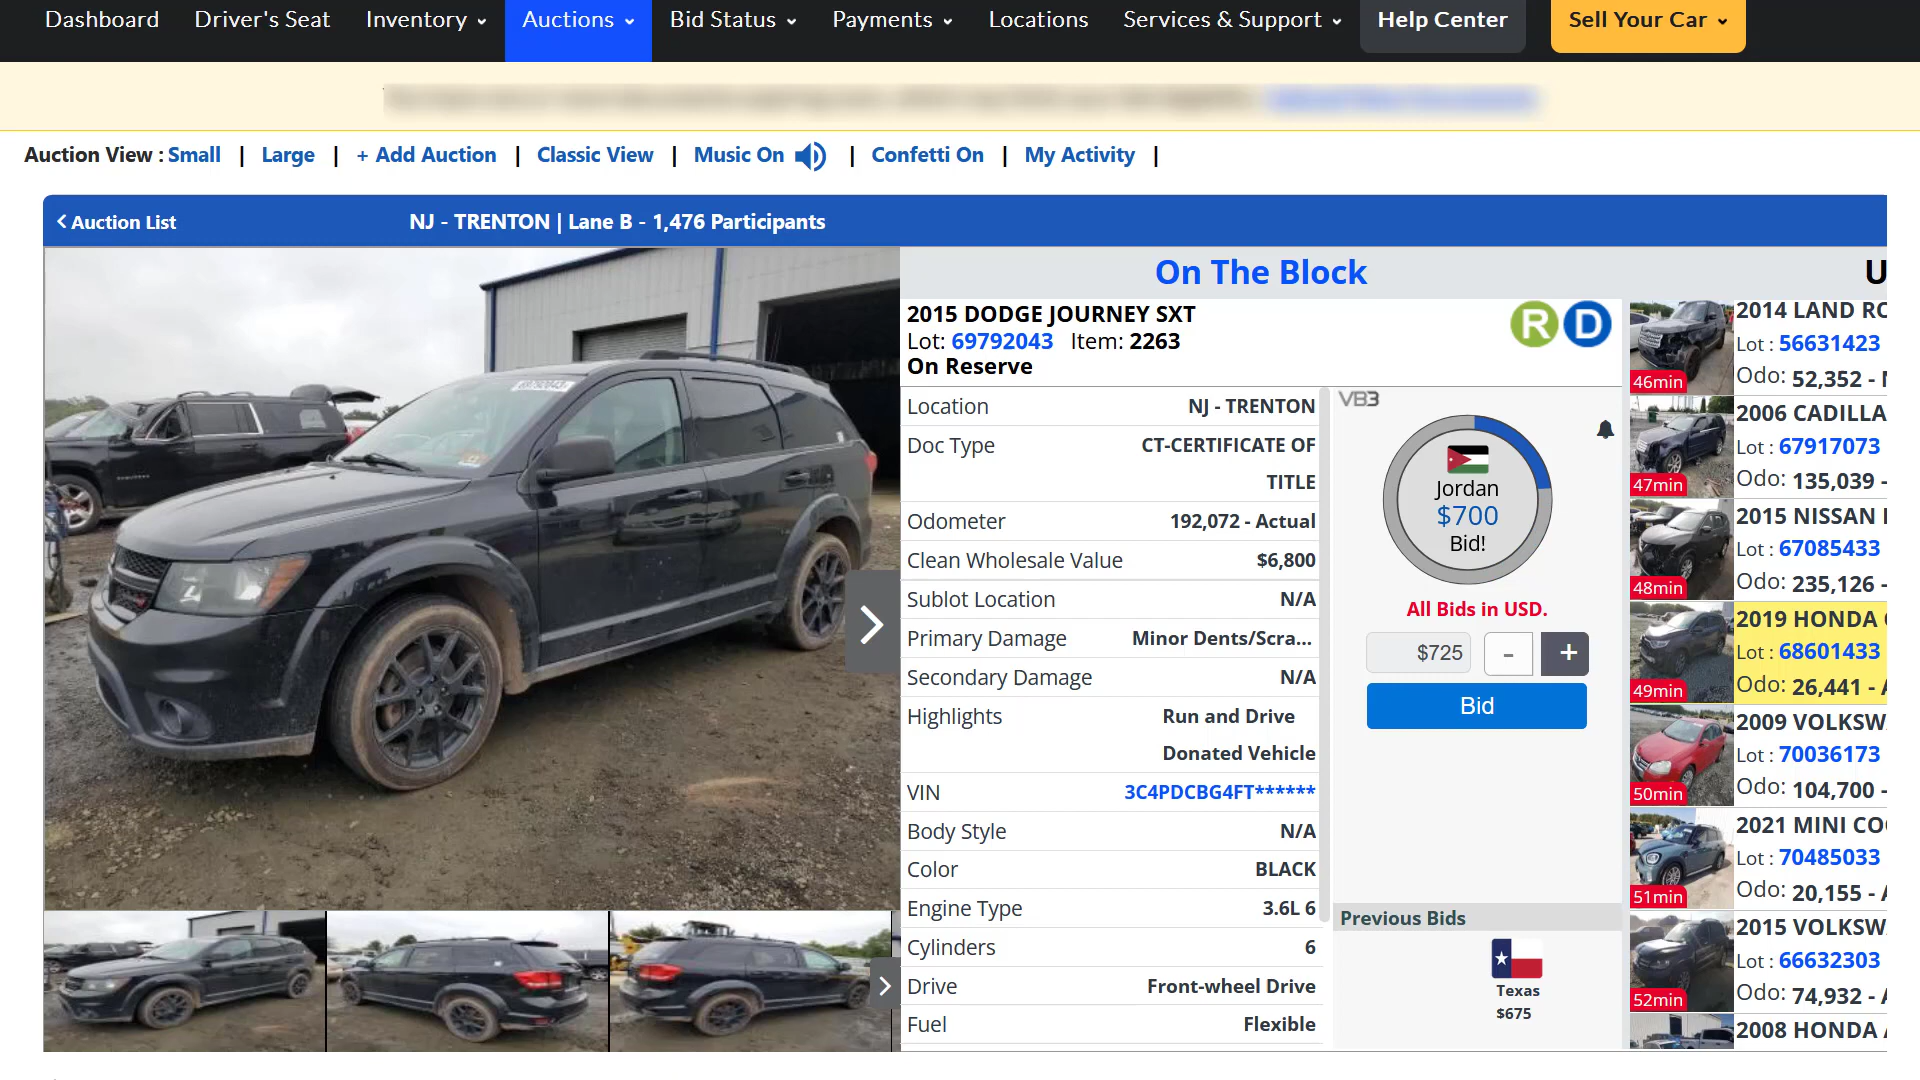 Dashboard
Driver's Seat
Inventory
Auctions
Bid Status
Payments
Locations
Services & Support
Help Center
Sell Your Car
Auction View : Small | Large | + Add Auction | Classic View | Music On | Confetti On | My Activity |
Auction List
NJ - TRENTON | Lane B - 1,476 Participants
On The Block
2015 DODGE JOURNEY SXT
Lot: 69792043 Item: 2263
On Reserve
R D
Location NJ - TRENTON
Doc Type CT-CERTIFICATE OF
TITLE
Odometer 192,072 - Actual
Clean Wholesale Value $6,800
Sublot Location N/A
Primary Damage Minor Dents/Scra...
Secondary Damage N/A
Highlights Run and Drive
Donated Vehicle
VIN 3C4PDCBG4FT******
Body Style N/A
Color BLACK
Engine Type 3.6L 6
Cylinders 6
Drive Front-wheel Drive
Fuel Flexible
VB3
Jordan
$700
Bid!
All Bids in USD.
$725 - +
Bid
Previous Bids
Texas
$675
U
2014 LAND RO
Lot : 56631423
Odo: 52,352 -
46min
2006 CADILLA
Lot : 67917073
Odo: 135,039 -
47min
2015 NISSAN
Lot : 67085433
Odo: 235,126 -
48min
2019 HONDA
Lot : 68601433
Odo: 26,441 - A
49min
2009 VOLKSW
Lot : 70036173
Odo: 104,700 -
50min
2021 MINI COO
Lot : 70485033
Odo: 20,155 - A
51min
2015 VOLKSW
Lot : 66632303
Odo: 74,932 - A
52min
2008 HONDA A
69792043